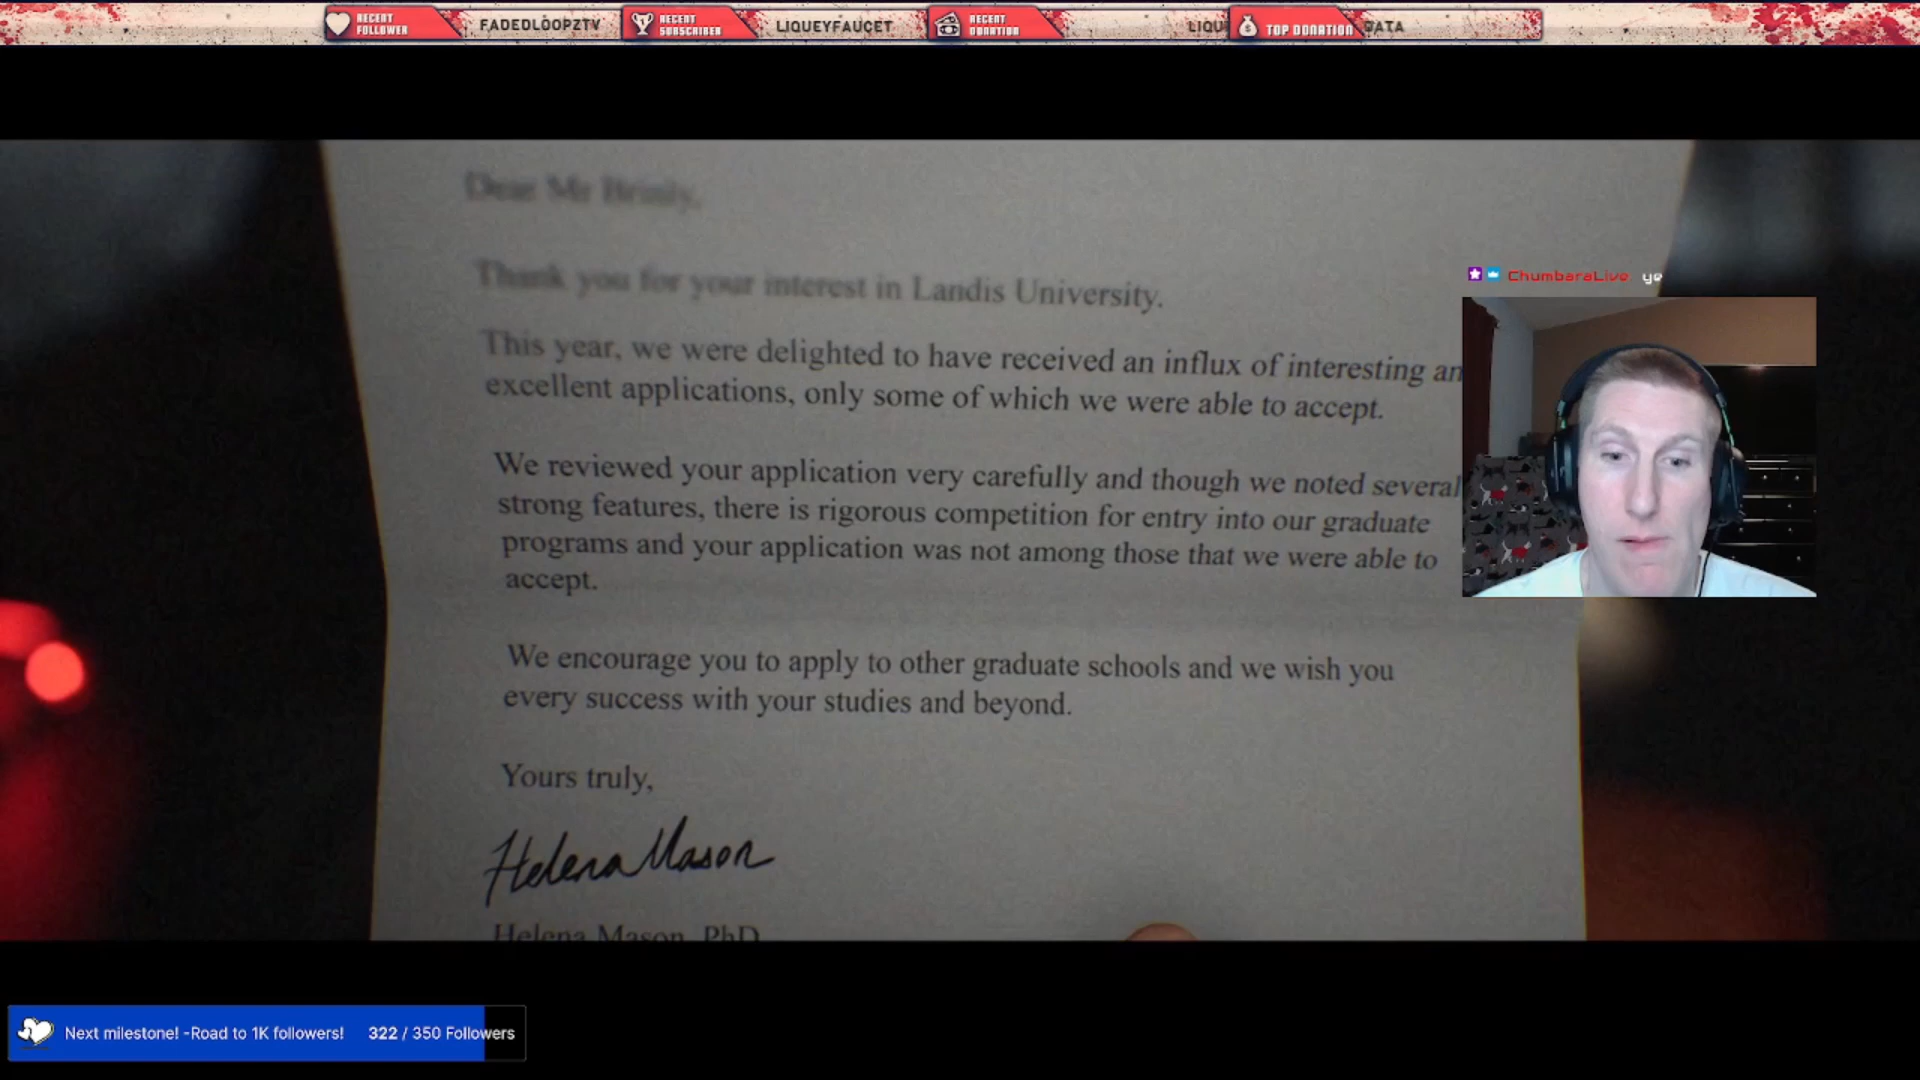 RECENT FOLLOWER
FADEDLOOPZTV
RECENT SUBSCRIBER
LIQUEYFAUCET
RECENT DONATION
LIQU
TOP DONATION
DATA
Dear Mr Brinly,
Thank you for your interest in Landis University.
This year, we were delighted to have received an influx of interesting an
excellent applications, only some of which we were able to accept.
We reviewed your application very carefully and though we noted several
strong features, there is rigorous competition for entry into our graduate
programs and your application was not among those that we were able to
accept.
We encourage you to apply to other graduate schools and we wish you
every success with your studies and beyond.
Yours truly,
Helena Mason
Helena Mason, PhD
ChumbaraLive ye
Next milestone! -Road to 1K followers! 322 / 350 Followers